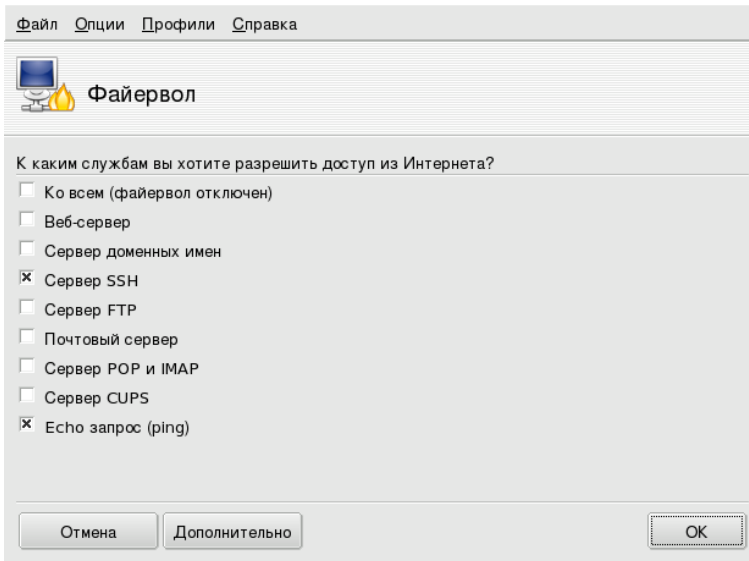 Файл Опции Профили Справка
Файервол
К каким службам вы хотите разрешить доступ из Интернета?
Ко всем (файервол отключен)
Веб-сервер
Сервер доменных имен
Сервер SSH
Сервер FTP
Почтовый сервер
Сервер POP и IMAP
Сервер CUPS
Echo запрос (ping)
Отмена Дополнительно OK